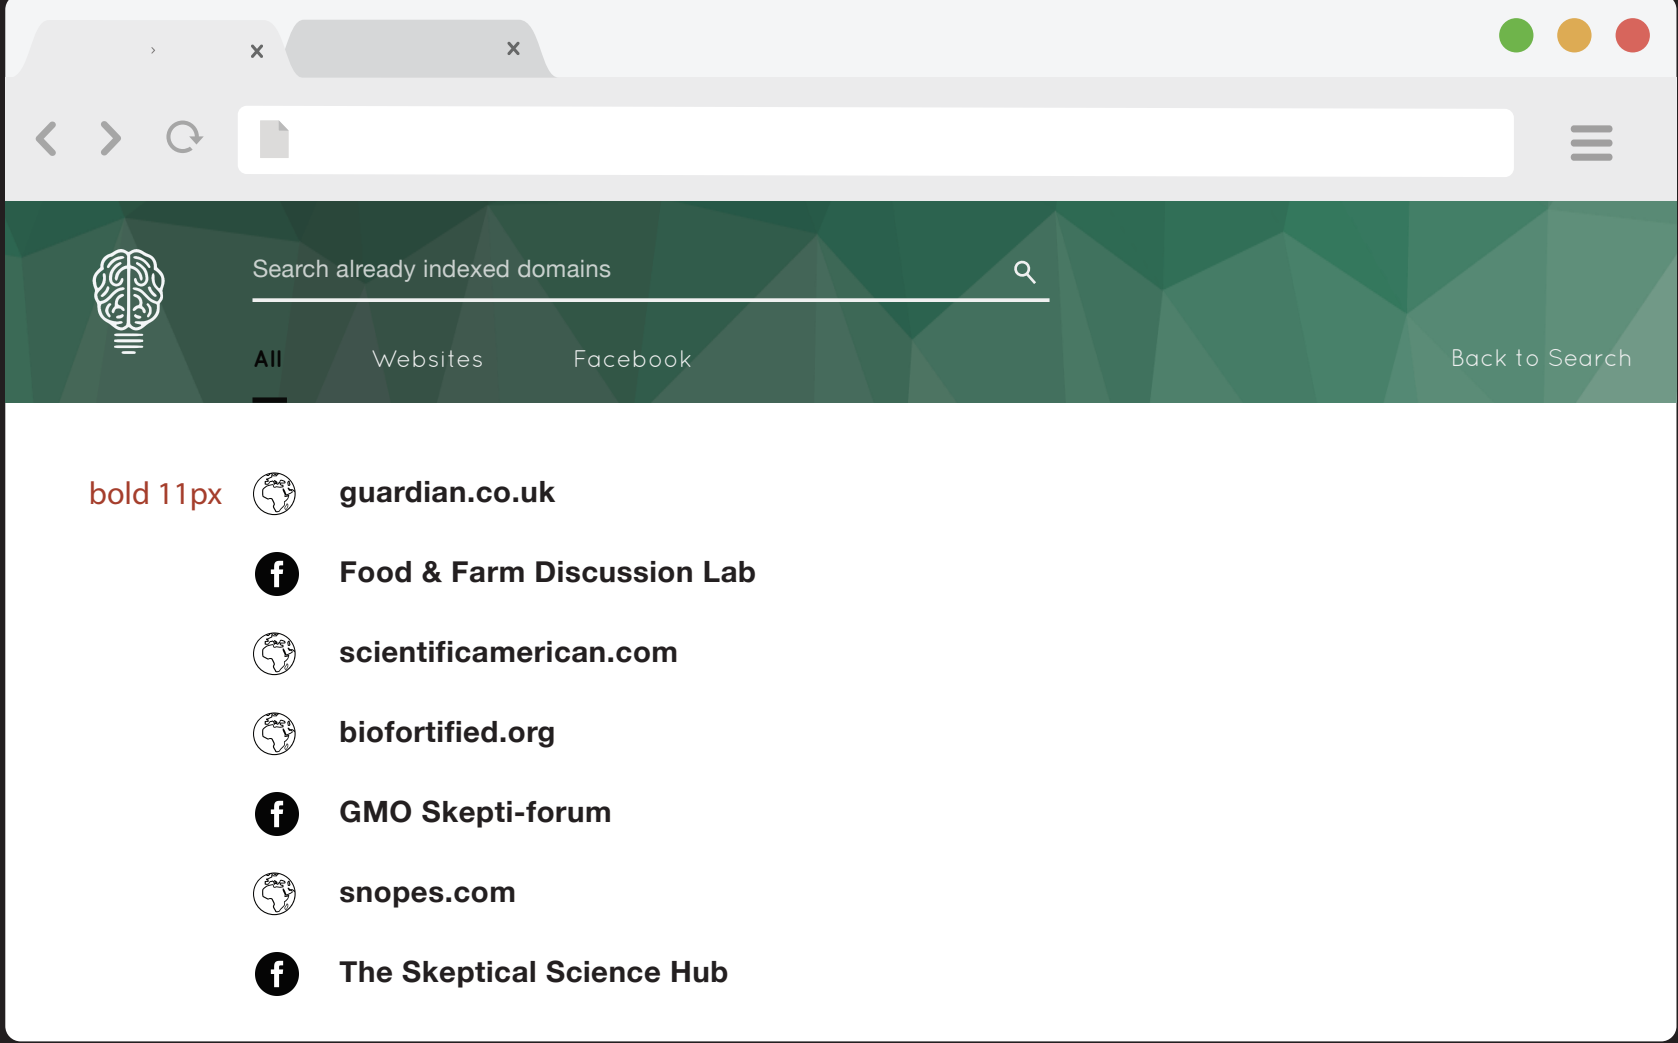 Search already indexed domains
All Websites Facebook Back to Search
bold 11px guardian.co.uk
Food & Farm Discussion Lab
scientificamerican.com
biofortified.org
GMO Skepti-forum
snopes.com
The Skeptical Science Hub